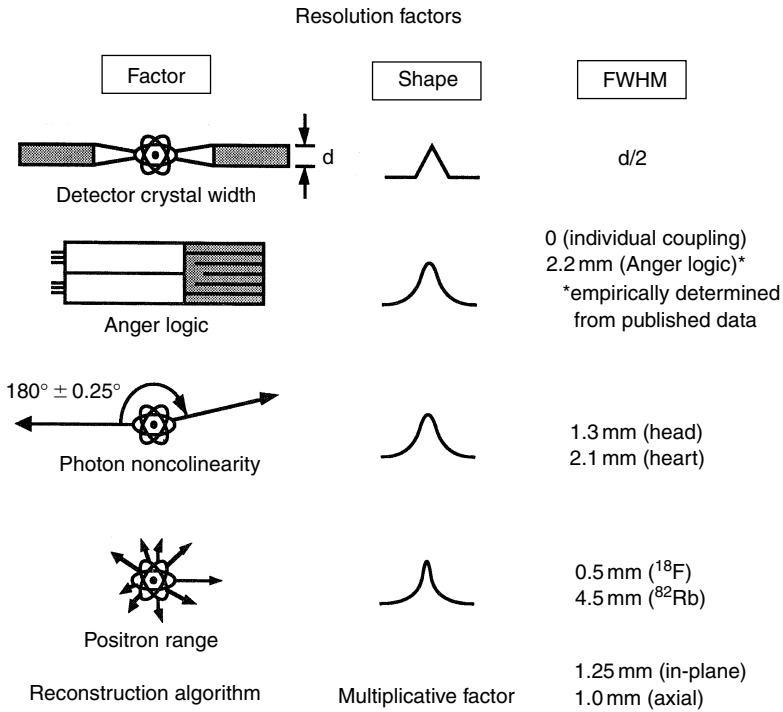 Resolution factors
Factor
Shape
FWHM
d
Detector crystal width
d/2
Anger logic
0 (individual coupling)
2.2 mm (Anger logic)*
*empirically determined
from published data
180° ± 0.25°
Photon noncolinearity
1.3 mm (head)
2.1 mm (heart)
Positron range
0.5 mm (¹⁸F)
4.5 mm (⁸²Rb)
Reconstruction algorithm
Multiplicative factor
1.25 mm (in-plane)
1.0 mm (axial)